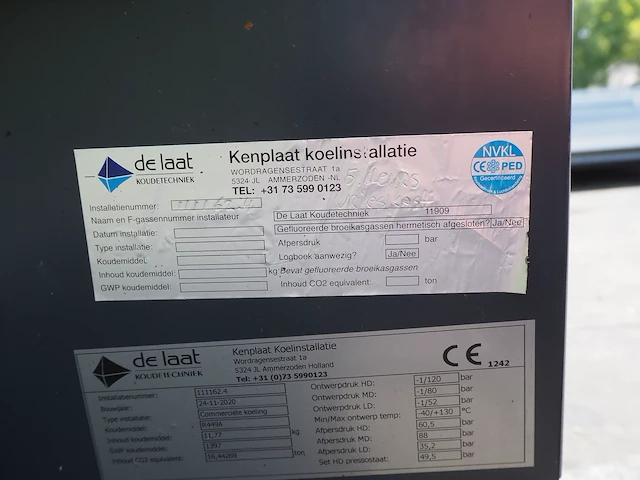 de laat
KOUDETECHNIEK
Kenplaat koelinstallatie
WORDRAGENSESTRAAT 1a
5324 JL AMMERZODEN -NL
TEL: +31 73 599 0123
NVKL
CE PED
Gecertificeerd
Installatienummer:
Naam en F-gassennummer installateur
De Laat Koudetechniek 11909
Datum installatie:
Gefluoreerde broeikasgassen hermetisch afgesloten? Ja/Nee
Type installatie:
Afpersdruk bar
Koudemiddel:
Logboek aanwezig? Ja/Nee
Inhoud koudemiddel: kg
Bevat gefluoreerde broeikasgassen
GWP koudemiddel:
Inhoud CO2 equivalent: ton
de laat
KOUDETECHNIEK
Kenplaat Koelinstallatie
Wordragensestraat 1a
5324 JL Ammerzoden Holland
Tel: +31 (0)73 5990123
CE 1242
Installatienummer: 111162.4
Bouwjaar: 24-11-2020
Type installatie: Commerciële koeling
Koudemiddel: R449A
Inhoud koudemiddel: 11,77 kg
GWP koudemiddel: 1397
Inhoud CO2 equivalent: 16,44269 ton
Ontwerpdruk HD: -1/120 bar
Ontwerpdruk MD: -1/80 bar
Ontwerpdruk LD: -1/52 bar
Min/Max ontwerp temp: -40/+130 °C
Afpersdruk HD: 60,5 bar
Afpersdruk MD: 88 bar
Afpersdruk LD: 35,2 bar
Set HD pressostaat: 49,5 bar